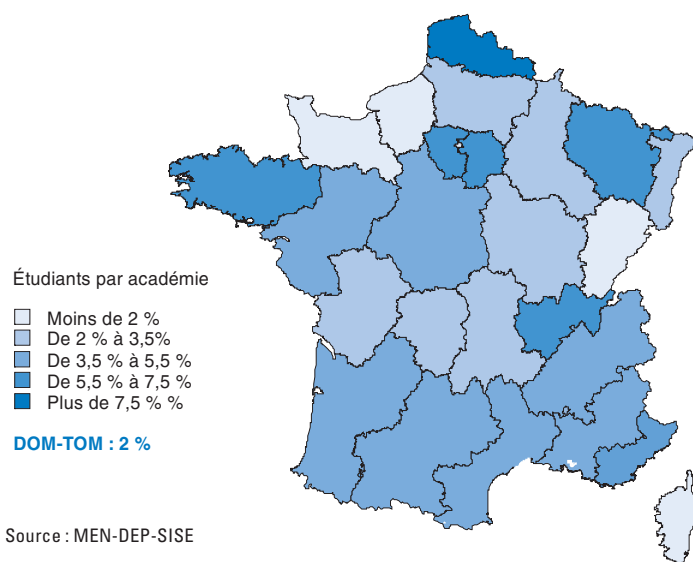 Étudiants par académie
Moins de 2 %
De 2 % à 3,5%
De 3,5 % à 5,5 %
De 5,5 % à 7,5 %
Plus de 7,5 % %
DOM-TOM : 2 %
Source : MEN-DEP-SISE